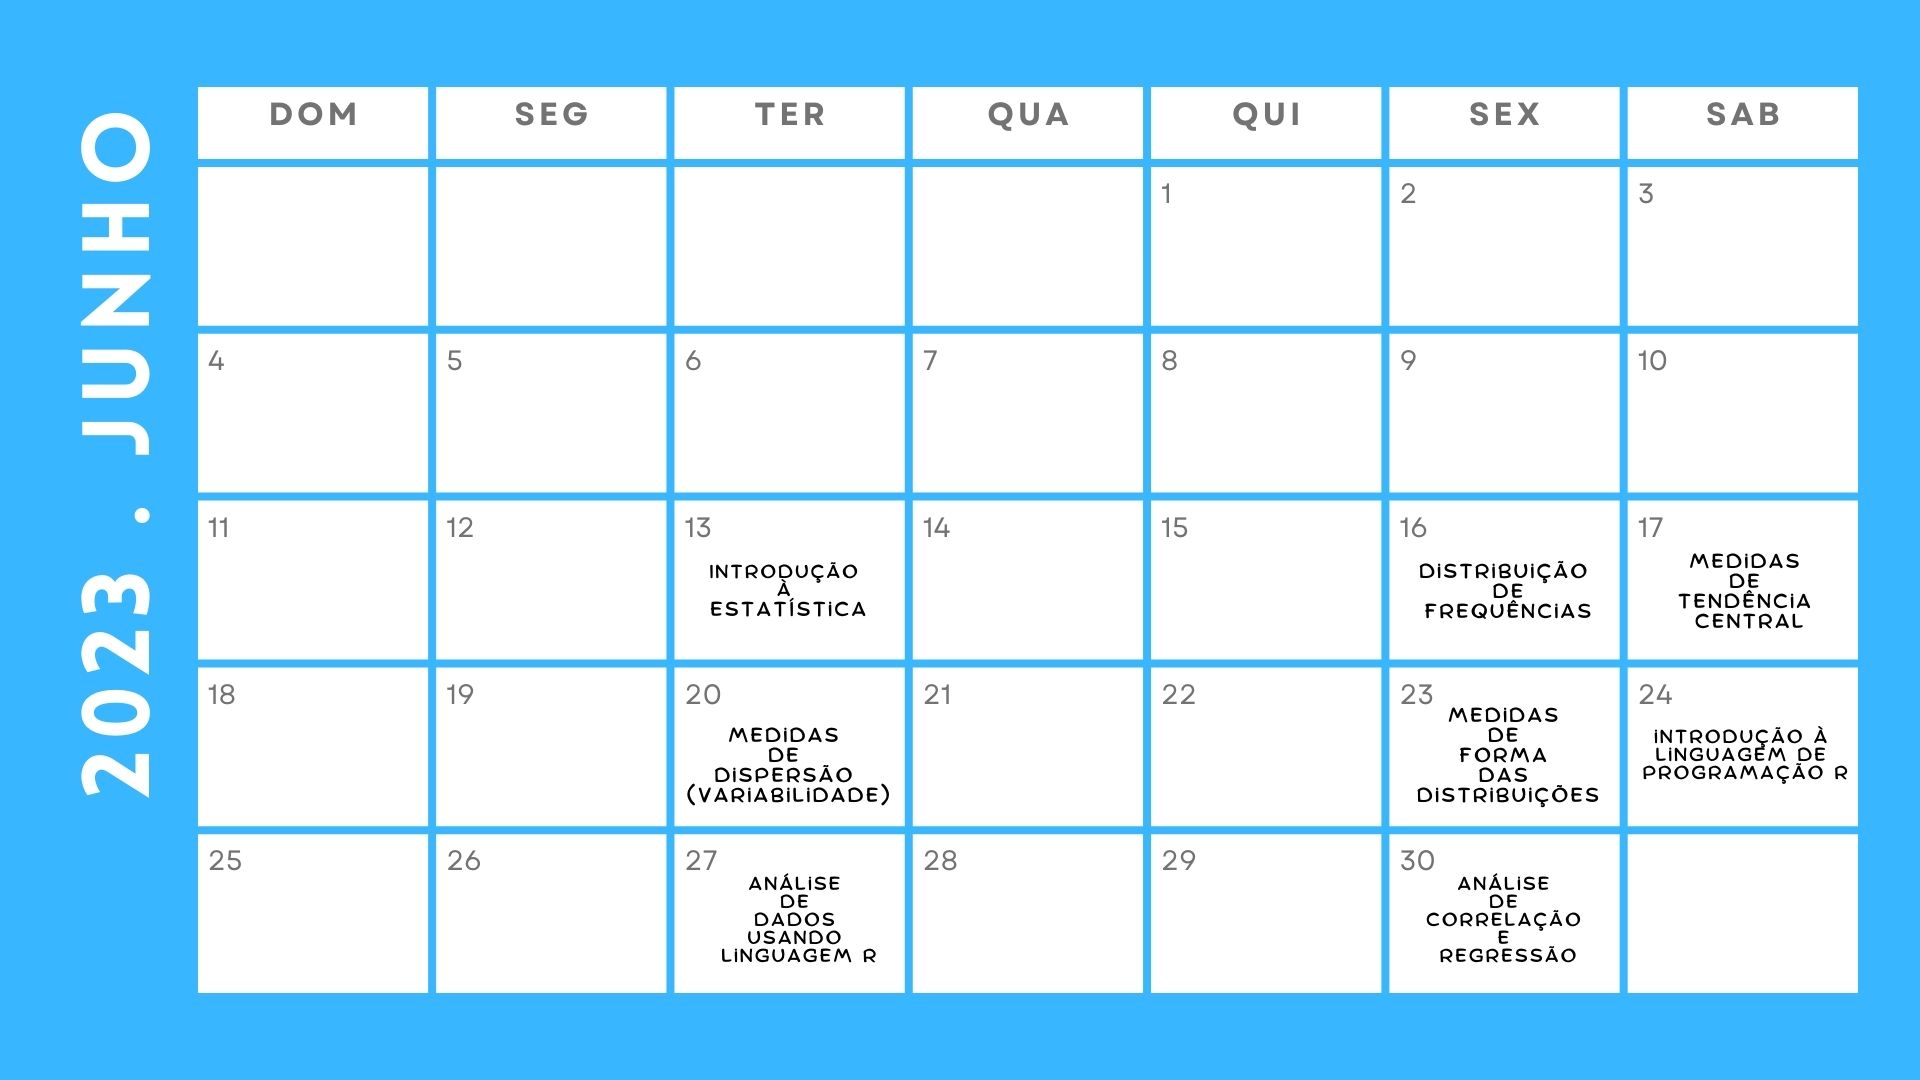 2023 . JUNHO
DOM SEG TER QUA QUI SEX SAB
1 2 3
4 5 6 7 8 9 10
11 12 13 14 15 16 17
INTRODUÇÃO
À
ESTATÍSTICA
DISTRIBUIÇÃO
DE
FREQUÊNCIAS
MEDIDAS
DE
TENDÊNCIA
CENTRAL
18 19 20 21 22 23 24
MEDIDAS
DE
DISPERSÃO
(VARIABILIDADE)
MEDIDAS
DE
FORMA
DAS
DISTRIBUIÇÕES
INTRODUÇÃO À
LINGUAGEM DE
PROGRAMAÇÃO R
25 26 27 28 29 30
ANÁLISE
DE
DADOS
USANDO
LINGUAGEM R
ANÁLISE
DE
CORRELAÇÃO
E
REGRESSÃO